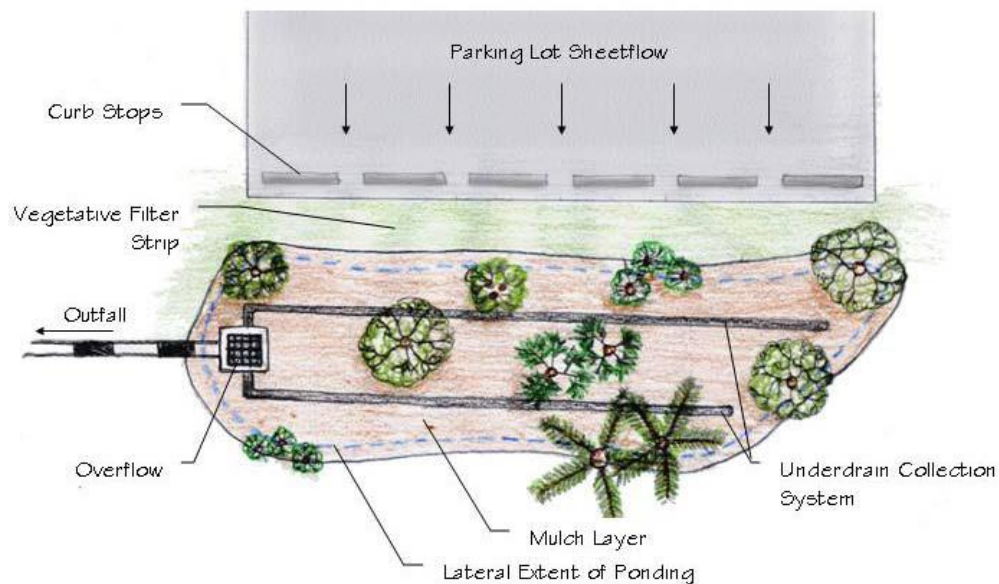 Parking Lot Sheetflow
Curb Stops
Vegetative Filter
Strip
Outfall
Overflow
Underdrain Collection
System
Mulch Layer
Lateral Extent of Ponding